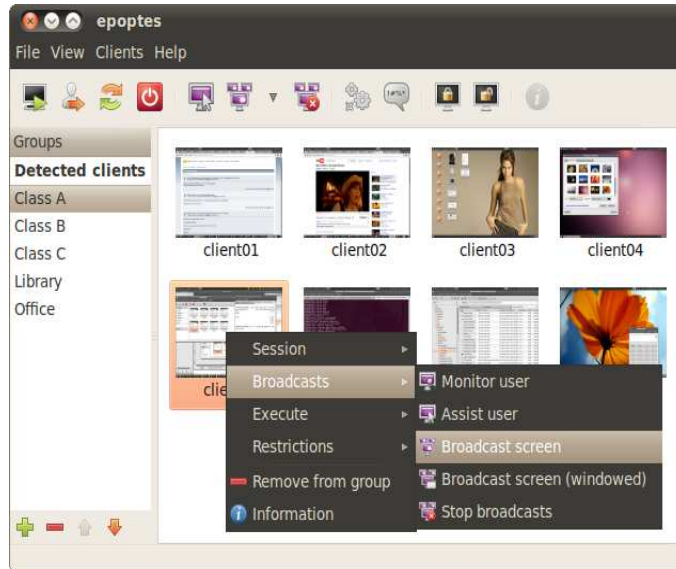 epoptes
File View Clients Help
Groups
Detected clients
Class A
Class B
Class C
Library
Office
client01
client02
client03
client04
clie
Session
Broadcasts
Execute
Restrictions
Remove from group
Information
Monitor user
Assist user
Broadcast screen
Broadcast screen (windowed)
Stop broadcasts